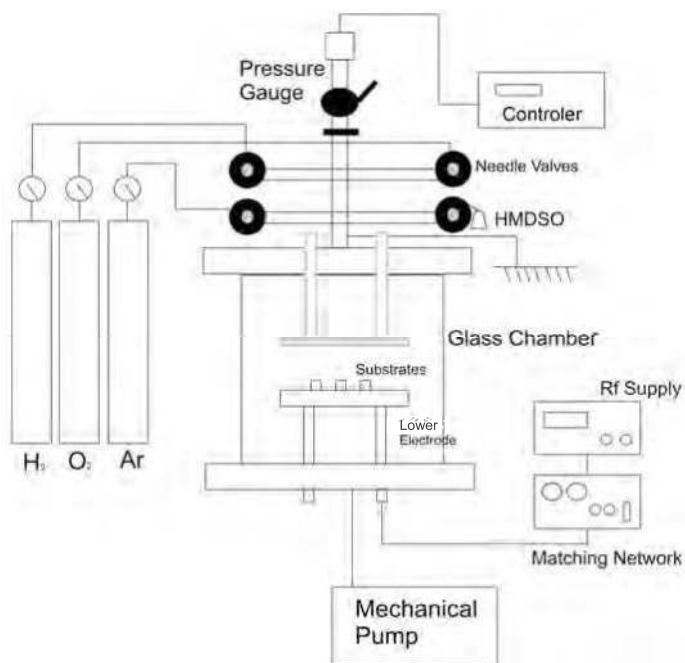 Pressure
Gauge
Controler
Needle Valves
HMDSO
Glass Chamber
Substrates
Rf Supply
Lower
Electrode
H₂ O₂ Ar
Matching Network
Mechanical
Pump